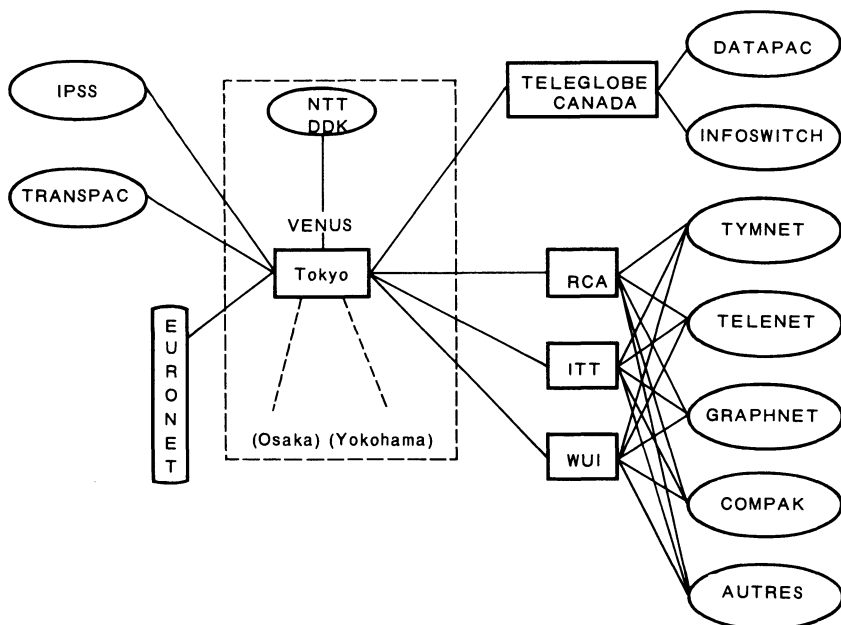 IPSS
TRANSPAC
EURONET
NTT
DDK
VENUS
Tokyo
(Osaka) (Yokohama)
TELEGLOBE
CANADA
DATAPAC
INFOSWITCH
RCA
ITT
WUI
TYMNET
TELENET
GRAPHNET
COMPAK
AUTRES